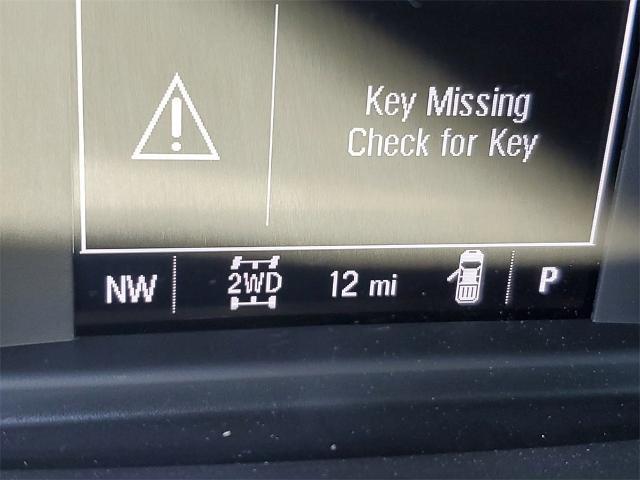 Key Missing
Check for Key
NW
2WD
12 mi
P